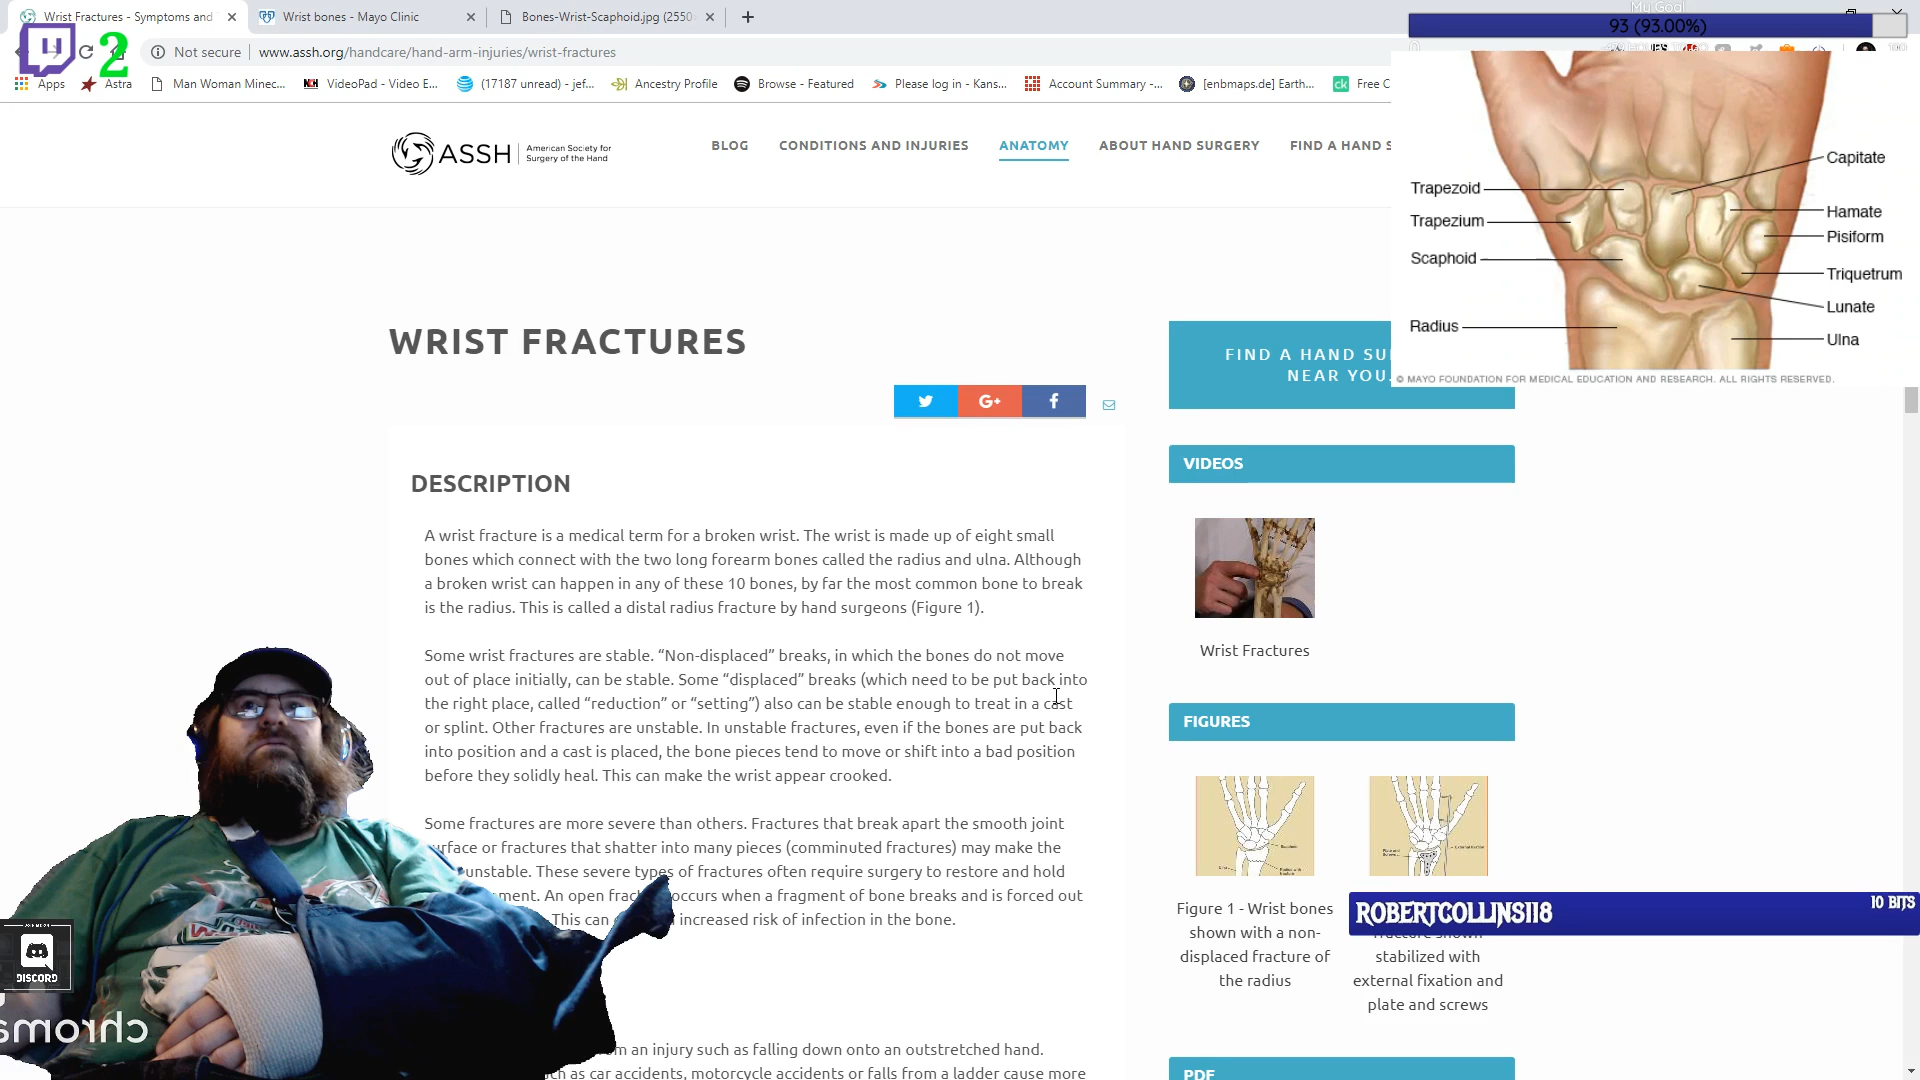 Wrist Fractures - Symptoms and
Wrist bones - Mayo Clinic
Bones-Wrist-Scaphoid.jpg (2550
My Goal
93 (93.00%)
2
Not secure
www.assh.org/handcare/hand-arm-injuries/wrist-fractures
Apps
Astra
Man Woman Minec...
VideoPad - Video E...
(17187 unread) - jef...
Ancestry Profile
Browse - Featured
Please log in - Kans...
Account Summary -...
[enbmaps.de] Earth...
ck
Free C
ASSH
American Society for
Surgery of the Hand
BLOG
CONDITIONS AND INJURIES
ANATOMY
ABOUT HAND SURGERY
FIND A HAND S
Capitate
Trapezoid
Hamate
Trapezium
Pisiform
Scaphoid
Triquetrum
Lunate
Radius
Ulna
© MAYO FOUNDATION FOR MEDICAL EDUCATION AND RESEARCH. ALL RIGHTS RESERVED.
WRIST FRACTURES
FIND A HAND SU
NEAR YOU.
G+
f
DESCRIPTION
A wrist fracture is a medical term for a broken wrist. The wrist is made up of eight small
bones which connect with the two long forearm bones called the radius and ulna. Although
a broken wrist can happen in any of these 10 bones, by far the most common bone to break
is the radius. This is called a distal radius fracture by hand surgeons (Figure 1).
Some wrist fractures are stable. “Non-displaced” breaks, in which the bones do not move
out of place initially, can be stable. Some “displaced” breaks (which need to be put back into
the right place, called “reduction” or “setting”) also can be stable enough to treat in a cast
or splint. Other fractures are unstable. In unstable fractures, even if the bones are put back
into position and a cast is placed, the bone pieces tend to move or shift into a bad position
before they solidly heal. This can make the wrist appear crooked.
Some fractures are more severe than others. Fractures that break apart the smooth joint
urface or fractures that shatter into many pieces (comminuted fractures) may make the
unstable. These severe types of fractures often require surgery to restore and hold
ment. An open fract occurs when a fragment of bone breaks and is forced out
This can increased risk of infection in the bone.
m an injury such as falling down onto an outstretched hand.
h as car accidents, motorcycle accidents or falls from a ladder cause more
VIDEOS
Wrist Fractures
FIGURES
Figure 1 - Wrist bones
shown with a non-
displaced fracture of
the radius
ROBERTCOLLINS118
10 BITS
fracture shown
stabilized with
external fixation and
plate and screws
PDF
DISCORD
chroma